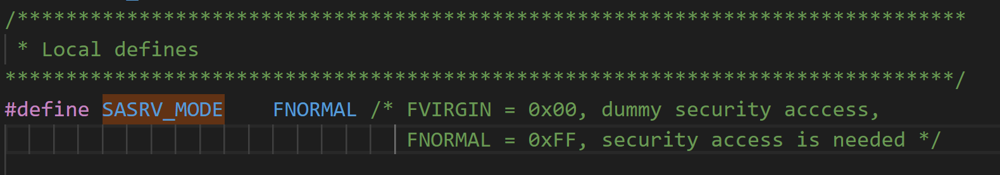 /******************************************************************************
* Local defines
******************************************************************************/
#define SASRV_MODE    FNORMAL /* FVIRGIN = 0x00, dummy security acccess,
FNORMAL = 0xFF, security access is needed */